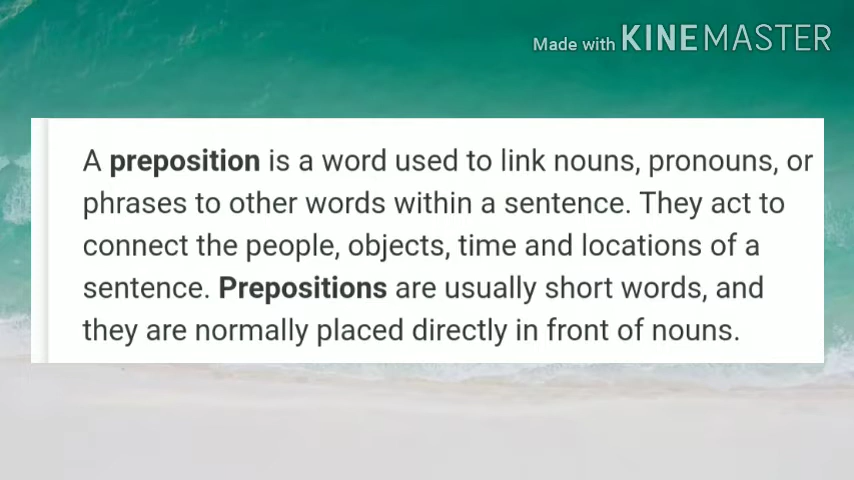 Made with KINEMASTER
A preposition is a word used to link nouns, pronouns, or
phrases to other words within a sentence. They act to
connect the people, objects, time and locations of a
sentence. Prepositions are usually short words, and
they are normally placed directly in front of nouns.